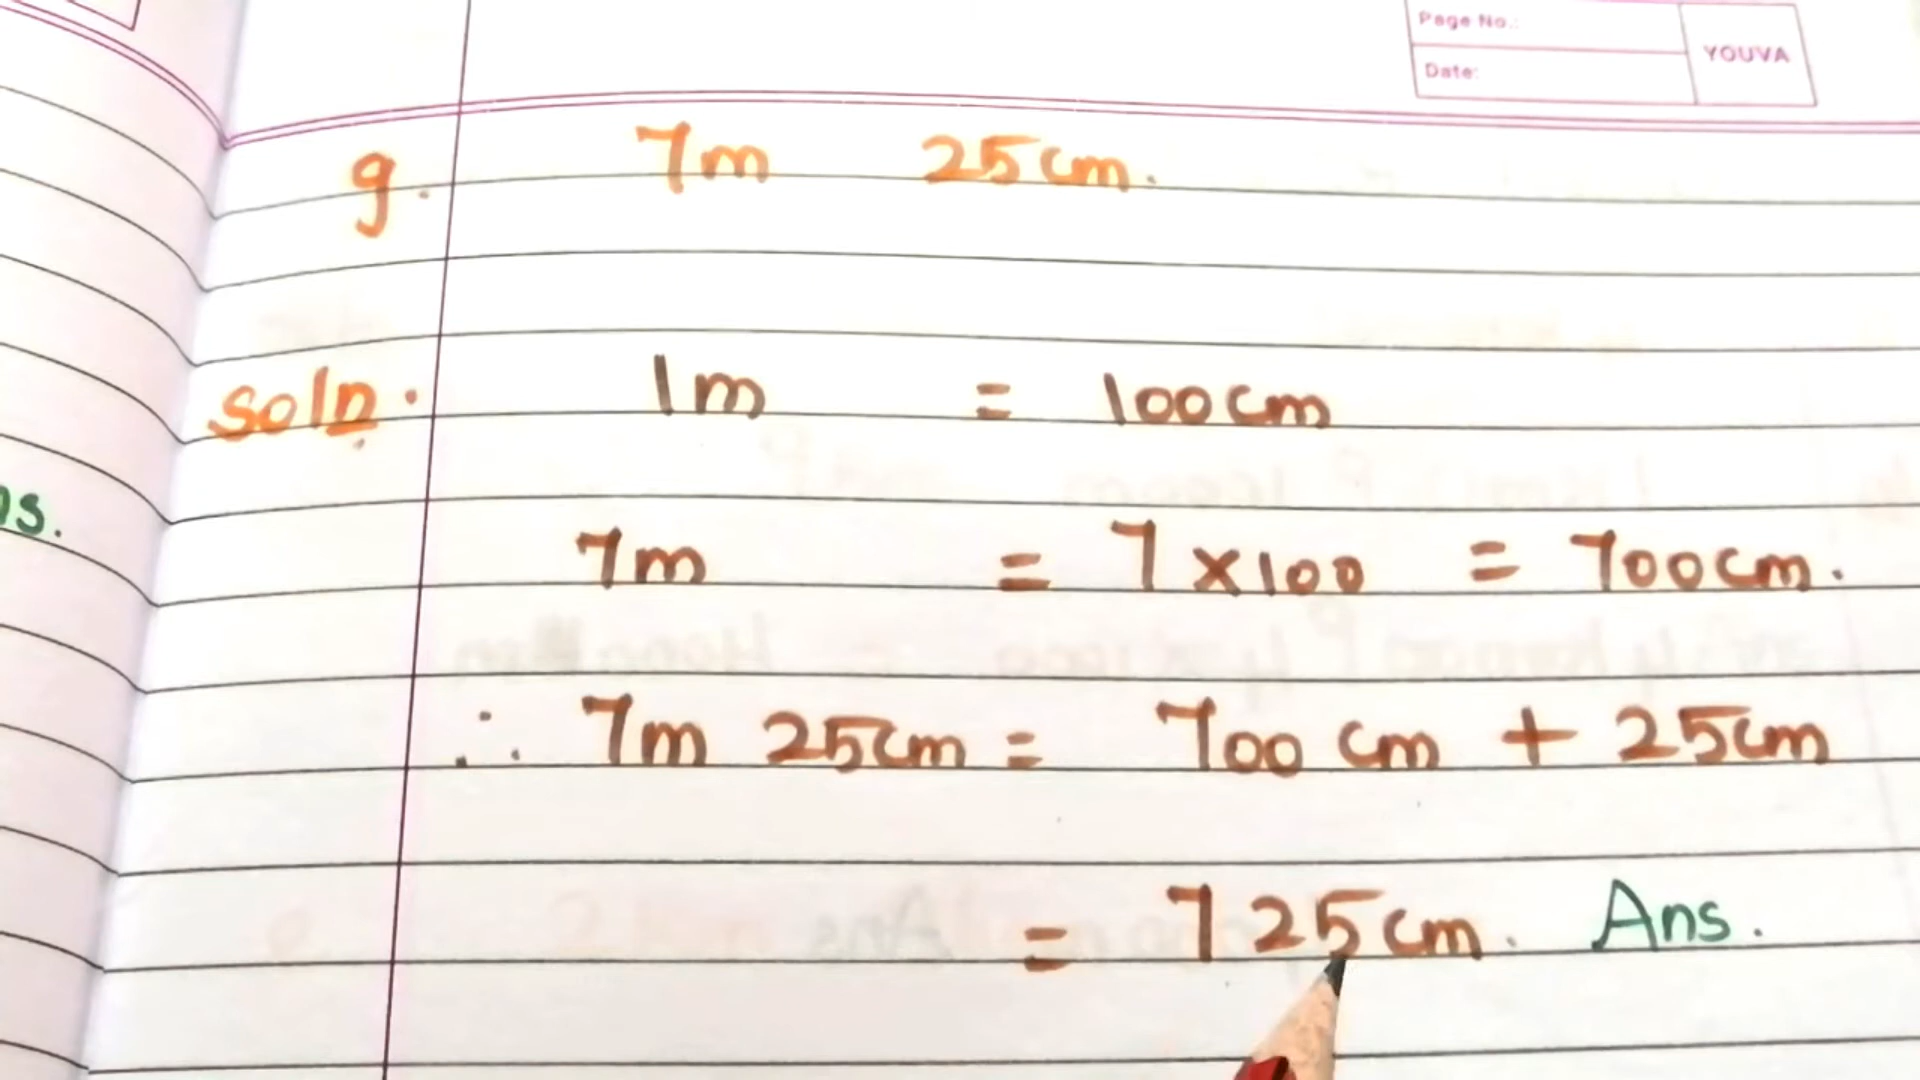 Page No.:
Date:
YOUVA
g. 7m 25cm.
Soln. 1m = 100cm
7m = 7 × 100 = 700cm.
∴ 7m 25cm = 700 cm + 25cm
= 725cm. Ans.